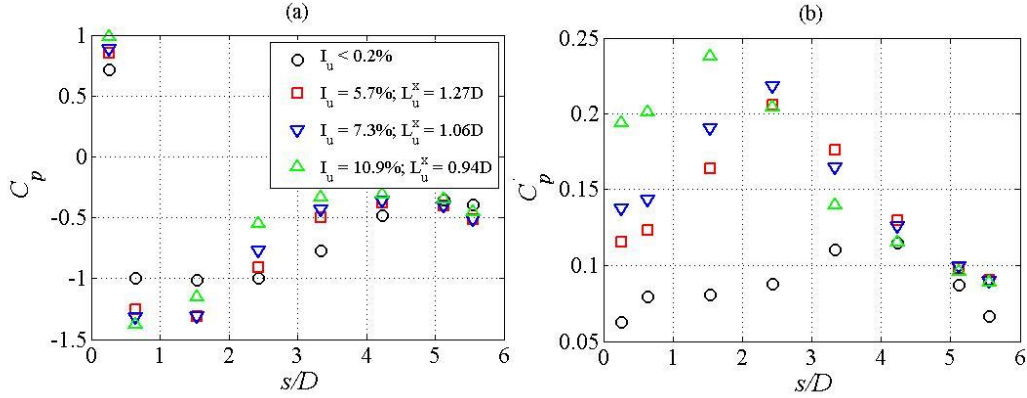 (a)
1
0.5
0
-0.5
-1
-1.5
C_p
0 1 2 3 4 5 6
s/D
I_u < 0.2%
I_u = 5.7%; L_u^x = 1.27D
I_u = 7.3%; L_u^x = 1.06D
I_u = 10.9%; L_u^x = 0.94D
(b)
0.25
0.2
0.15
0.1
0.05
C'_p
0 1 2 3 4 5 6
s/D